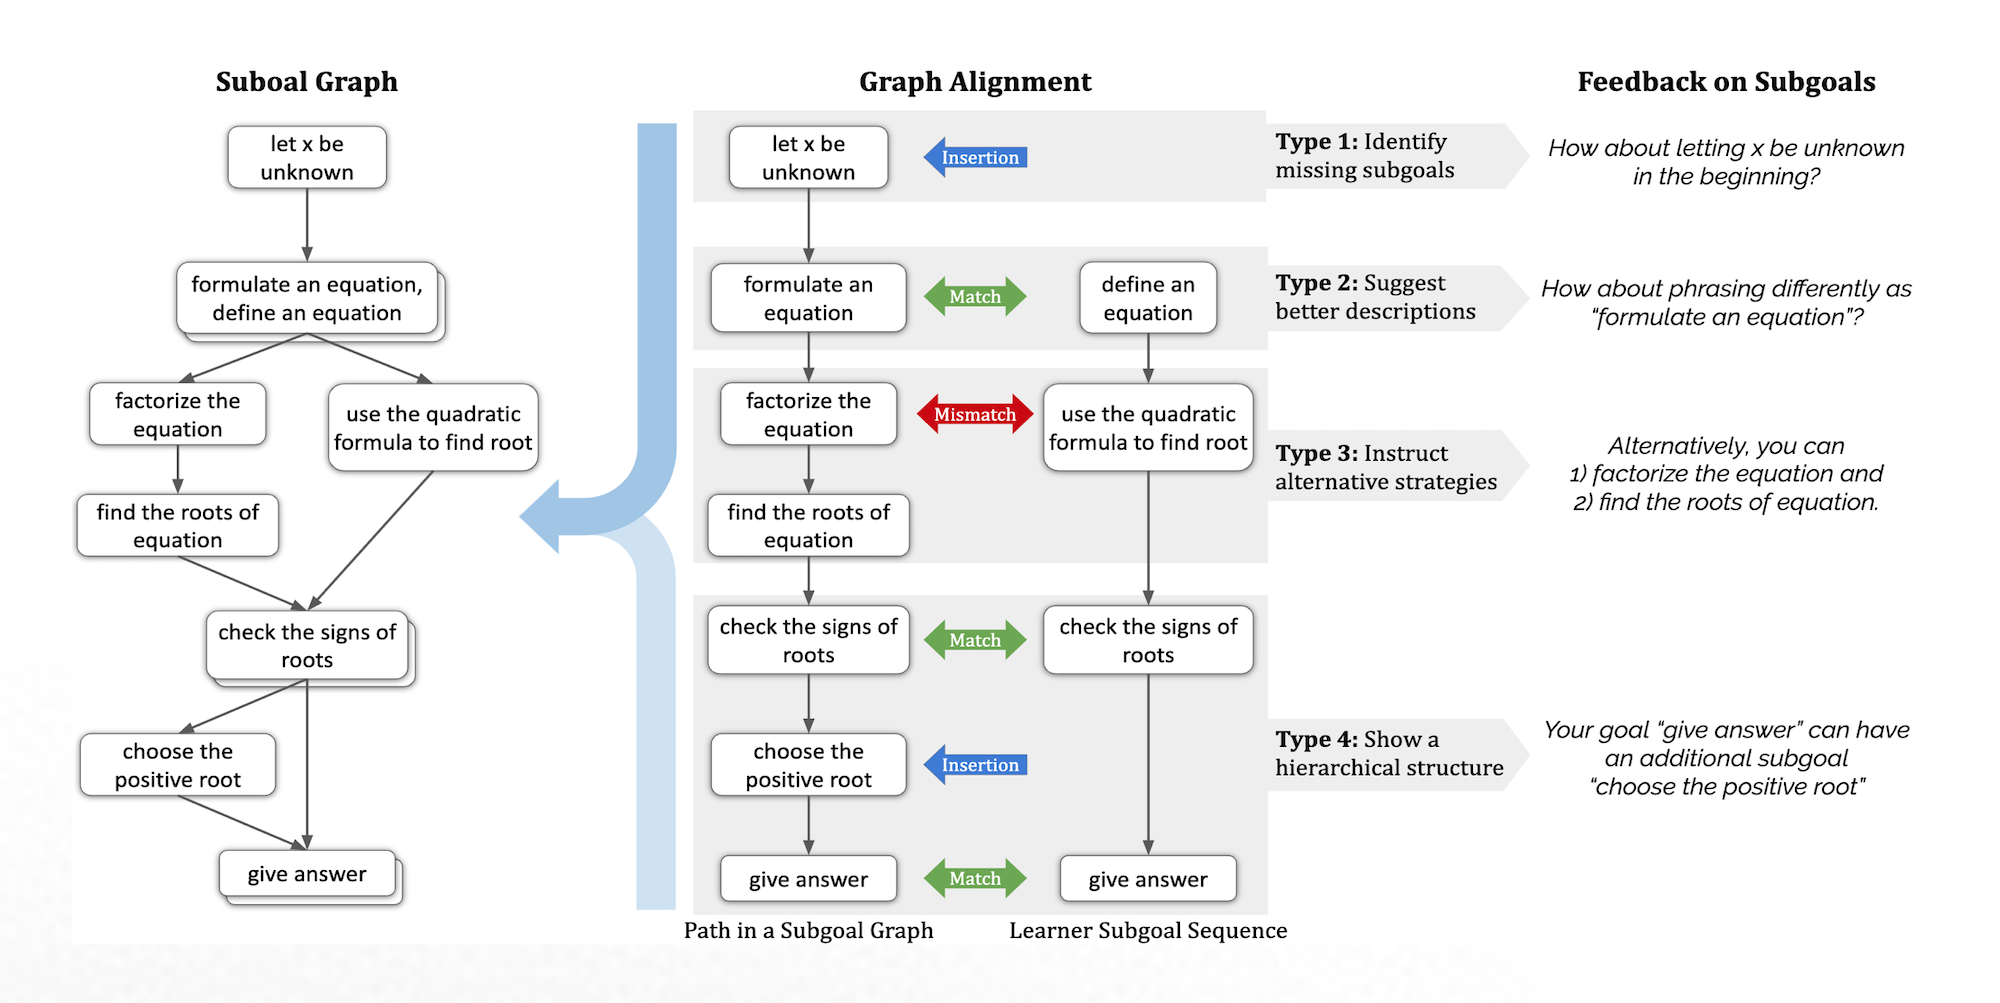 Suboal Graph
let x be
unknown
formulate an equation,
define an equation
factorize the
equation
use the quadratic
formula to find root
find the roots of
equation
check the signs of
roots
choose the
positive root
give answer
Graph Alignment
let x be
unknown
Insertion
formulate an
equation
Match
define an
equation
factorize the
equation
Mismatch
use the quadratic
formula to find root
find the roots of
equation
check the signs of
roots
Match
check the signs of
roots
choose the
positive root
Insertion
give answer
Match
give answer
Path in a Subgoal Graph
Learner Subgoal Sequence
Type 1: Identify
missing subgoals
Type 2: Suggest
better descriptions
Type 3: Instruct
alternative strategies
Type 4: Show a
hierarchical structure
Feedback on Subgoals
How about letting x be unknown
in the beginning?
How about phrasing differently as
“formulate an equation”?
Alternatively, you can
1) factorize the equation and
2) find the roots of equation.
Your goal “give answer” can have
an additional subgoal
“choose the positive root”